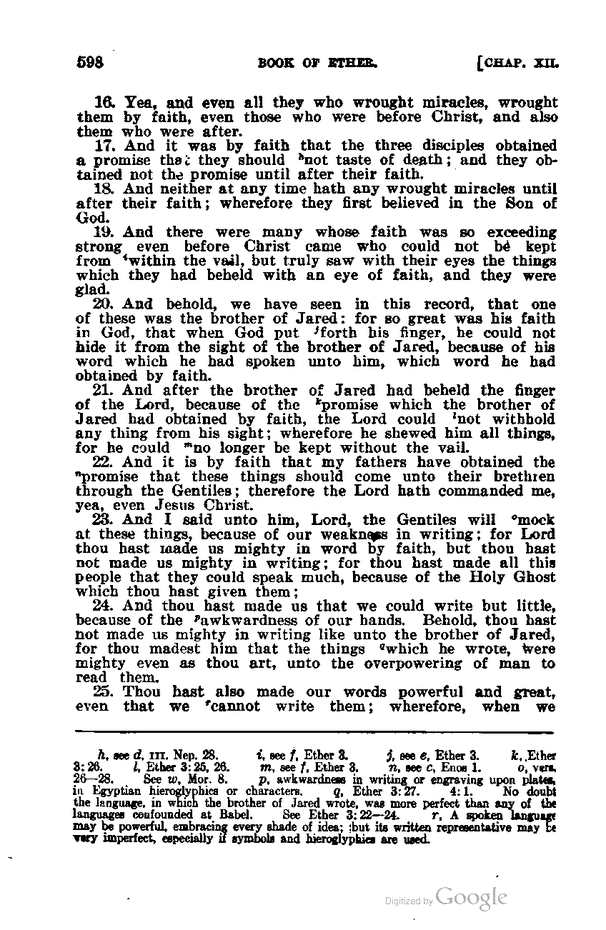 598 BOOK OF ETHER. [CHAP. XII.
16. Yea, and even all they who wrought miracles, wrought
them by faith, even those who were before Christ, and also
them who were after.
17. And it was by faith that the three disciples obtained
a promise that they should ʰnot taste of death; and they ob-
tained not the promise until after their faith.
18. And neither at any time hath any wrought miracles until
after their faith; wherefore they first believed in the Son of
God.
19. And there were many whose faith was so exceeding
strong even before Christ came who could not be kept
from ⁱwithin the vail, but truly saw with their eyes the things
which they had beheld with an eye of faith, and they were
glad.
20. And behold, we have seen in this record, that one
of these was the brother of Jared: for so great was his faith
in God, that when God put ʲforth his finger, he could not
hide it from the sight of the brother of Jared, because of his
word which he had spoken unto him, which word he had
obtained by faith.
21. And after the brother of Jared had beheld the finger
of the Lord, because of the ᵏpromise which the brother of
Jared had obtained by faith, the Lord could ˡnot withhold
any thing from his sight; wherefore he shewed him all things,
for he could ᵐno longer be kept without the vail.
22. And it is by faith that my fathers have obtained the
ⁿpromise that these things should come unto their brethren
through the Gentiles; therefore the Lord hath commanded me,
yea, even Jesus Christ.
23. And I said unto him, Lord, the Gentiles will ᵒmock
at these things, because of our weakness in writing; for Lord
thou hast made us mighty in word by faith, but thou hast
not made us mighty in writing; for thou hast made all this
people that they could speak much, because of the Holy Ghost
which thou hast given them;
24. And thou hast made us that we could write but little,
because of the ᵖawkwardness of our hands. Behold, thou hast
not made us mighty in writing like unto the brother of Jared,
for thou madest him that the things ᑫwhich he wrote, were
mighty even as thou art, unto the overpowering of man to
read them.
25. Thou hast also made our words powerful and great,
even that we ʳcannot write them; wherefore, when we
h, see d, III. Nep. 28. i, see f, Ether 3. j, see e, Ether 3. k, Ether
3:26. l, Ether 3:25, 26. m, see f, Ether 3. n, see c, Enos 1. o, vers.
26—28. See w, Mor. 8. p, awkwardness in writing or engraving upon plates,
in Egyptian hieroglyphics or characters. q, Ether 3:27. 4:1. No doubt
the language, in which the brother of Jared wrote, was more perfect than any of the
languages confounded at Babel. See Ether 3:22—24. r, A spoken language
may be powerful, embracing every shade of idea; but its written representative may be
very imperfect, especially if symbols and hieroglyphics are used.
Digitized by Google